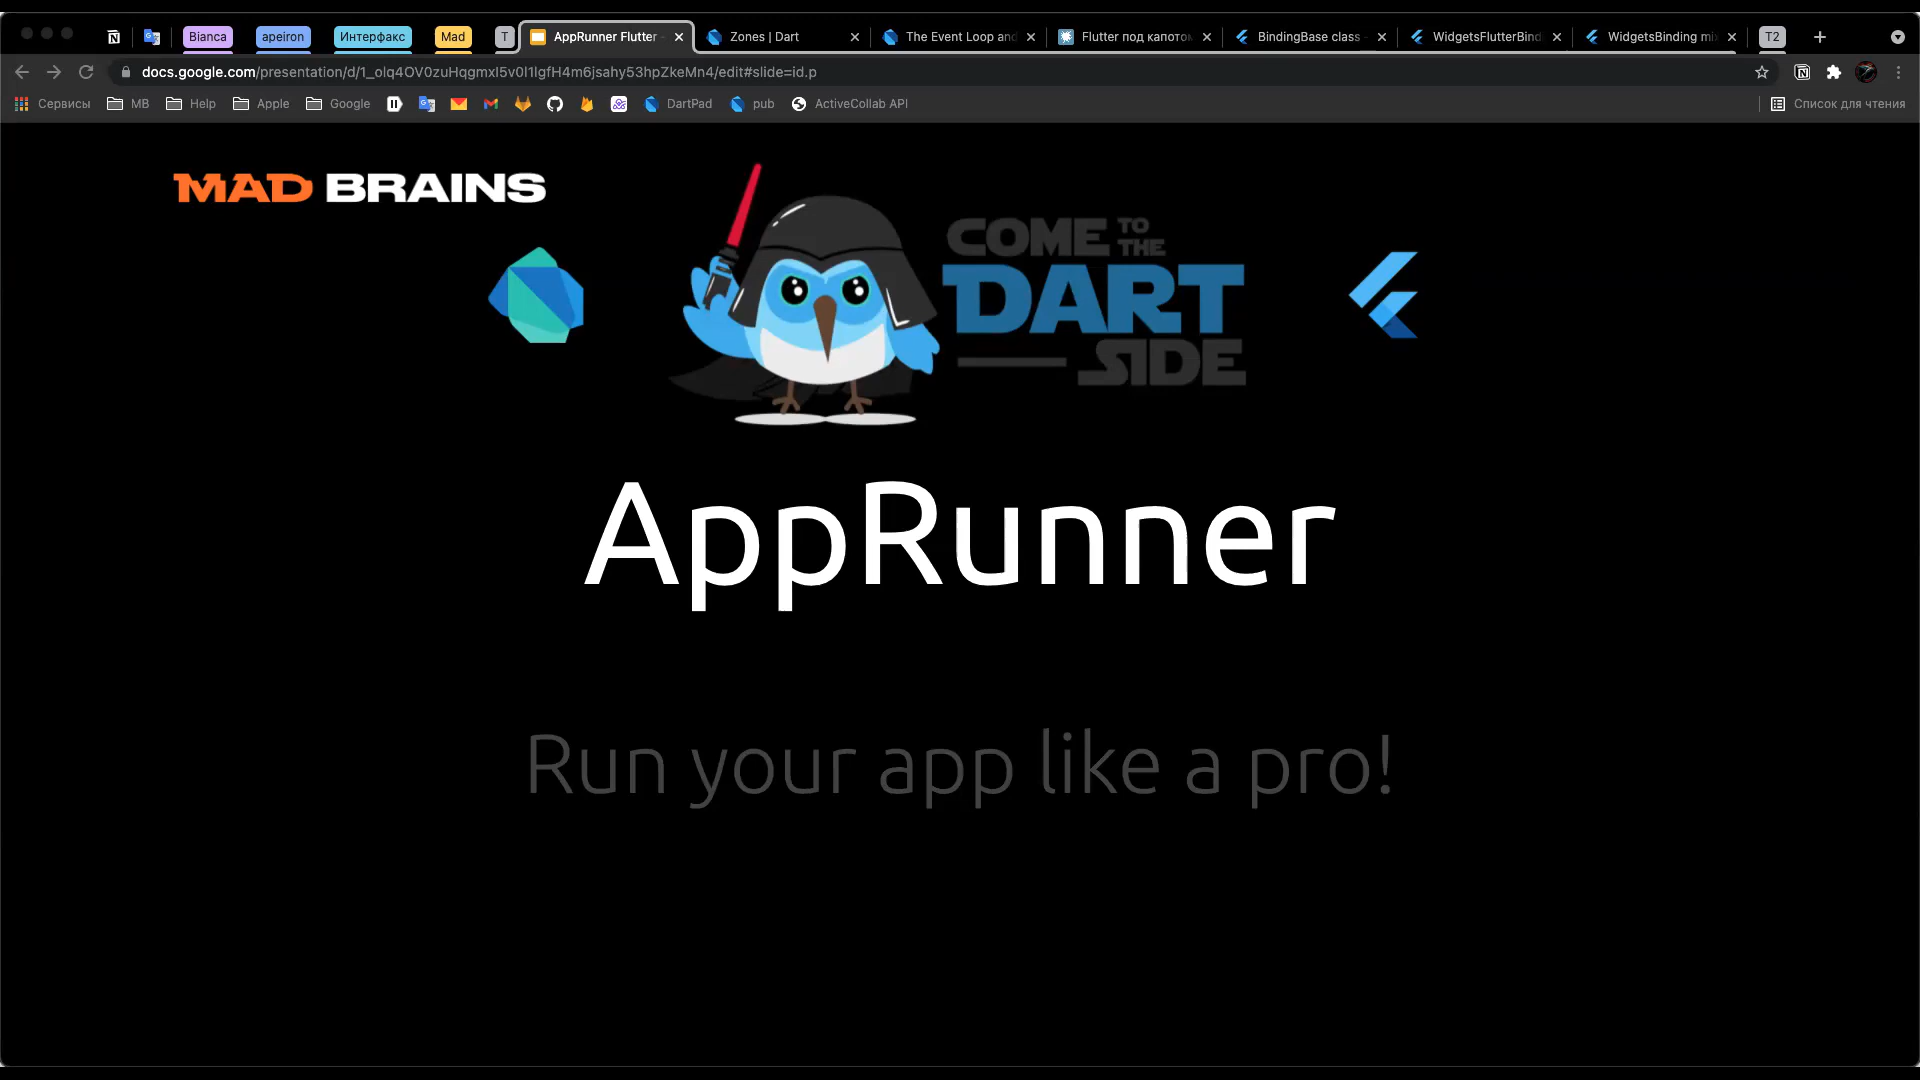 Bianca
apeiron
Интерфакс
Mad
T
AppRunner Flutter -
Zones | Dart
The Event Loop and
Flutter под капотом
BindingBase class -
WidgetsFlutterBind
WidgetsBinding mix
T2
docs.google.com/presentation/d/1_olq4OV0zuHqgmxI5v0l1lgfH4m6jsahy53hpZkeMn4/edit#slide=id.p
Сервисы
MB
Help
Apple
Google
DartPad
pub
ActiveCollab API
Список для чтения
MAD BRAINS
COME TO THE
DART
SIDE
AppRunner
Run your app like a pro!